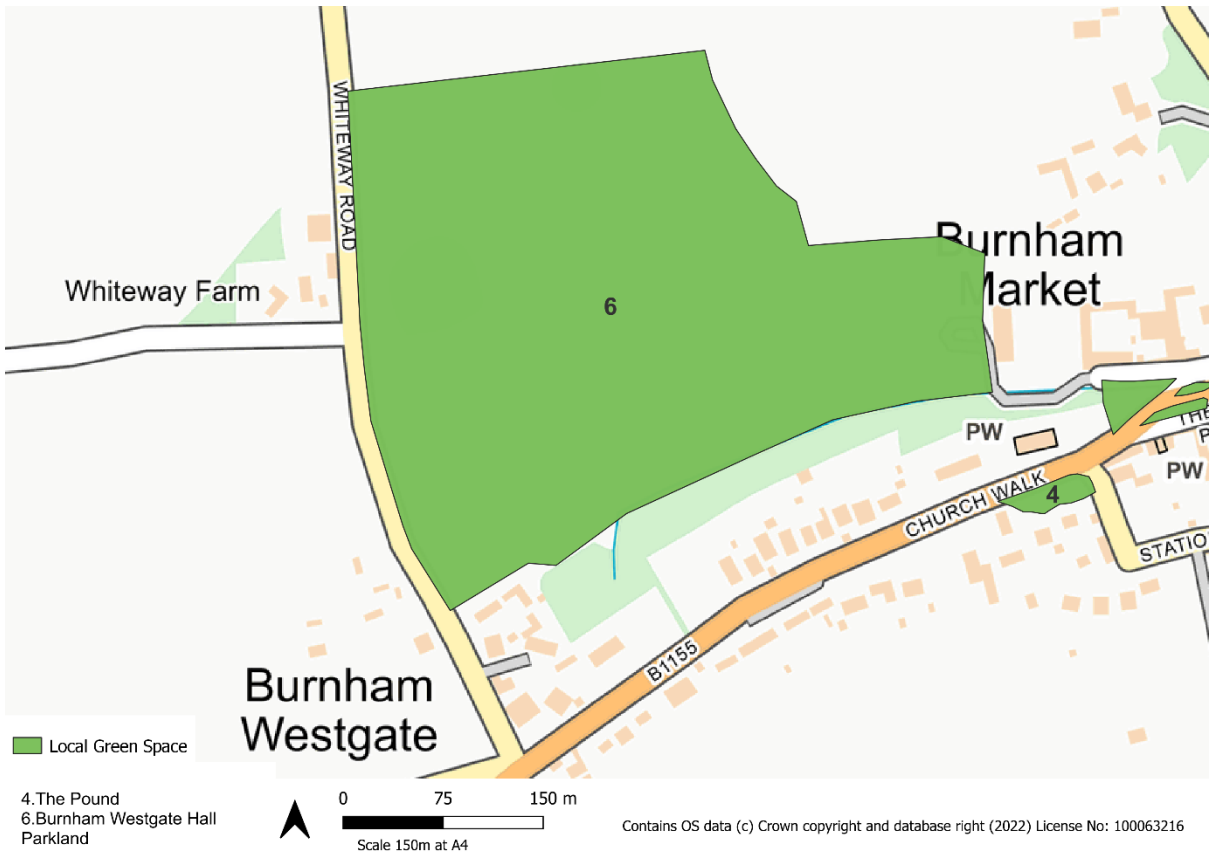 WHITEWAY ROAD
Burnham
Market
Whiteway Farm
6
THE
P
PW
PW
CHURCH WALK
4
STATIO
B1155
Burnham
Westgate
Local Green Space
4.The Pound
6.Burnham Westgate Hall
Parkland
0 75 150 m
Scale 150m at A4
Contains OS data (c) Crown copyright and database right (2022) License No: 100063216